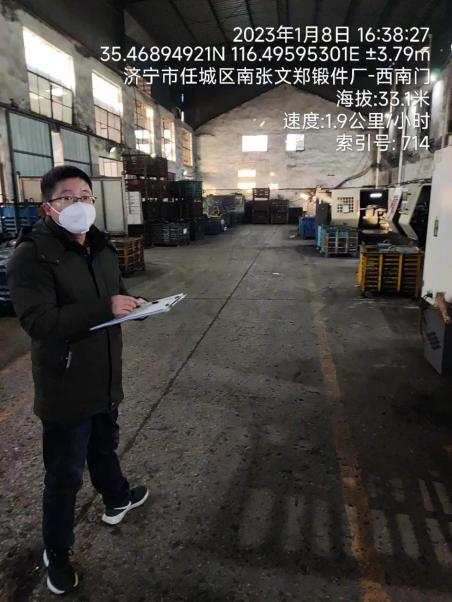 2023年1月8日 16:38:27
35.46894921N 116.49595301E ±3.79m
济宁市任城区南张文郑锻件厂-西南门
海拔:33.1米
速度:1.9公里/小时
索引号: 714